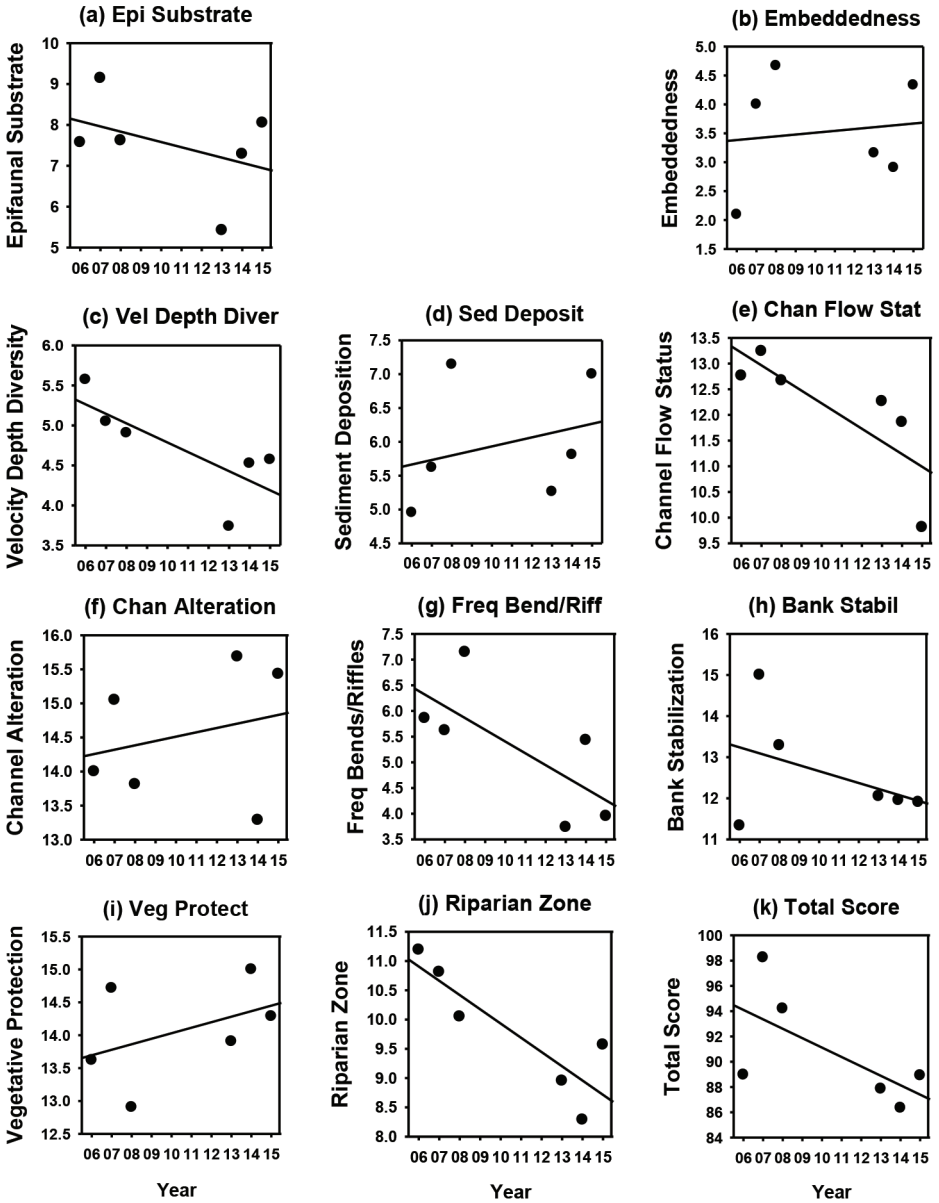 (a) Epi Substrate
Epifaunal Substrate
10
9
8
7
6
5
06 07 08 09 10 11 12 13 14 15
(b) Embeddedness
Embeddedness
5.0
4.5
4.0
3.5
3.0
2.5
2.0
1.5
06 07 08 09 10 11 12 13 14 15
(c) Vel Depth Diver
Velocity Depth Diversity
6.0
5.5
5.0
4.5
4.0
3.5
06 07 08 09 10 11 12 13 14 15
(d) Sed Deposit
Sediment Deposition
7.5
7.0
6.5
6.0
5.5
5.0
4.5
06 07 08 09 10 11 12 13 14 15
(e) Chan Flow Stat
Channel Flow Status
13.5
13.0
12.5
12.0
11.5
11.0
10.5
10.0
9.5
06 07 08 09 10 11 12 13 14 15
(f) Chan Alteration
Channel Alteration
16.0
15.5
15.0
14.5
14.0
13.5
13.0
06 07 08 09 10 11 12 13 14 15
(g) Freq Bend/Riff
Freq Bends/Riffles
7.5
7.0
6.5
6.0
5.5
5.0
4.5
4.0
3.5
06 07 08 09 10 11 12 13 14 15
(h) Bank Stabil
Bank Stabilization
16
15
14
13
12
11
06 07 08 09 10 11 12 13 14 15
(i) Veg Protect
Vegetative Protection
15.5
15.0
14.5
14.0
13.5
13.0
12.5
06 07 08 09 10 11 12 13 14 15
Year
(j) Riparian Zone
Riparian Zone
11.5
11.0
10.5
10.0
9.5
9.0
8.5
8.0
06 07 08 09 10 11 12 13 14 15
Year
(k) Total Score
Total Score
100
98
96
94
92
90
88
86
84
06 07 08 09 10 11 12 13 14 15
Year